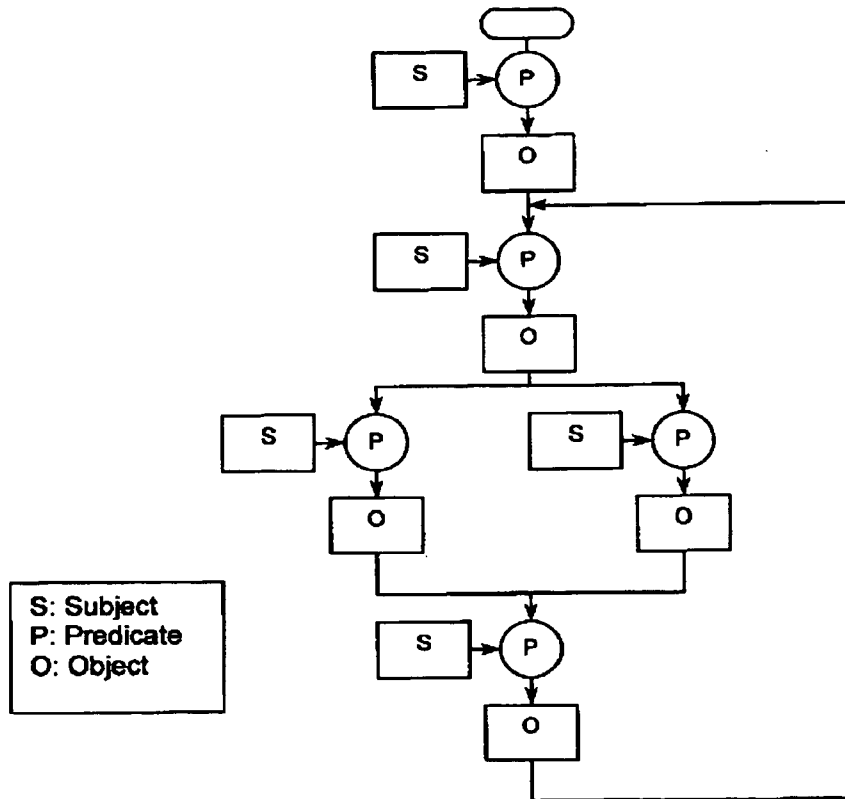 S P
O
S P
O
S P S P
O O
S: Subject
P: Predicate
O: Object
S P
O